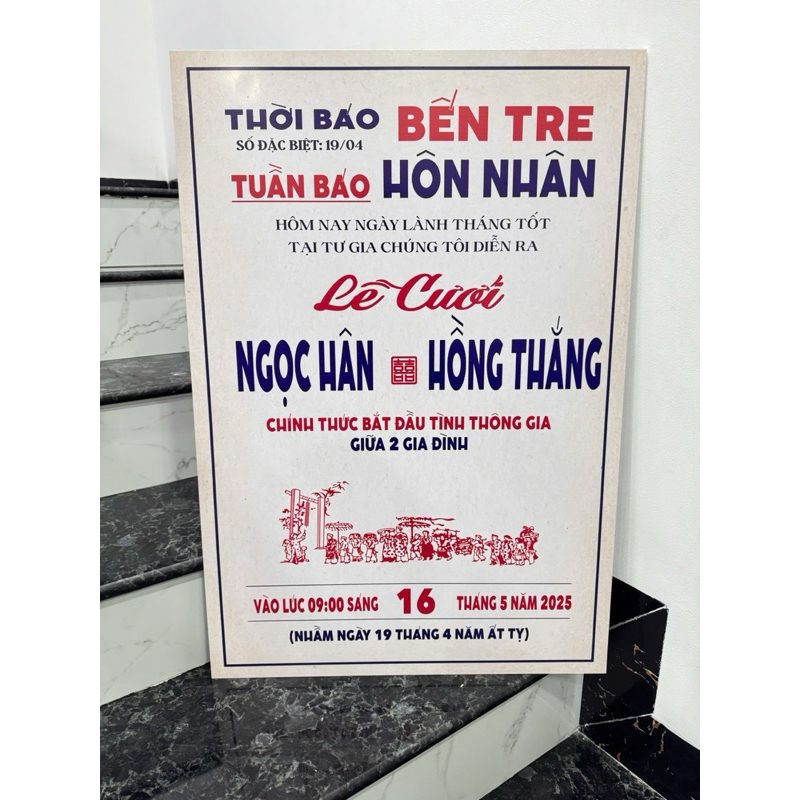 THỜI BÁO BẾN TRE
SỐ ĐẶC BIỆT: 19/04
TUẦN BÁO HÔN NHÂN
HÔM NAY NGÀY LÀNH THÁNG TỐT
TẠI TƯ GIA CHÚNG TÔI DIỄN RA
Lễ Cưới
NGỌC HÂN 囍 HỒNG THẮNG
CHÍNH THỨC BẮT ĐẦU TÌNH THÔNG GIA
GIỮA 2 GIA ĐÌNH
VÀO LÚC 09:00 SÁNG 16 THÁNG 5 NĂM 2025
(NHẰM NGÀY 19 THÁNG 4 NĂM ẤT TỴ)